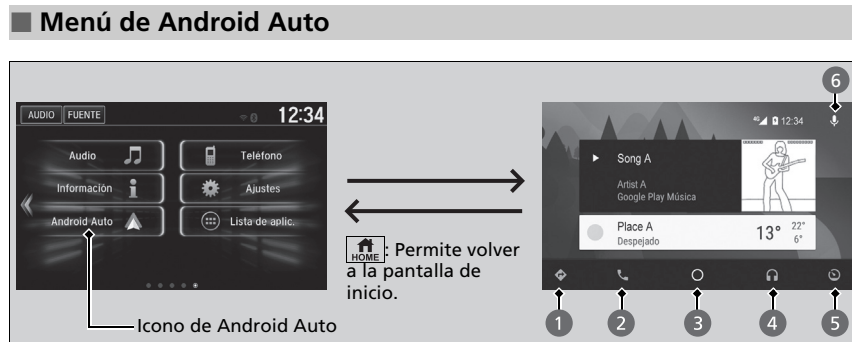 Menú de Android Auto
AUDIO FUENTE 12:34
Audio Teléfono
Información Ajustes
Android Auto Lista de aplic.
Icono de Android Auto
HOME : Permite volver
a la pantalla de
inicio.
6
4G 12:34
Song A
Artist A
Google Play Música
Place A
Despejado
13° 22°
6°
1 2 3 4 5